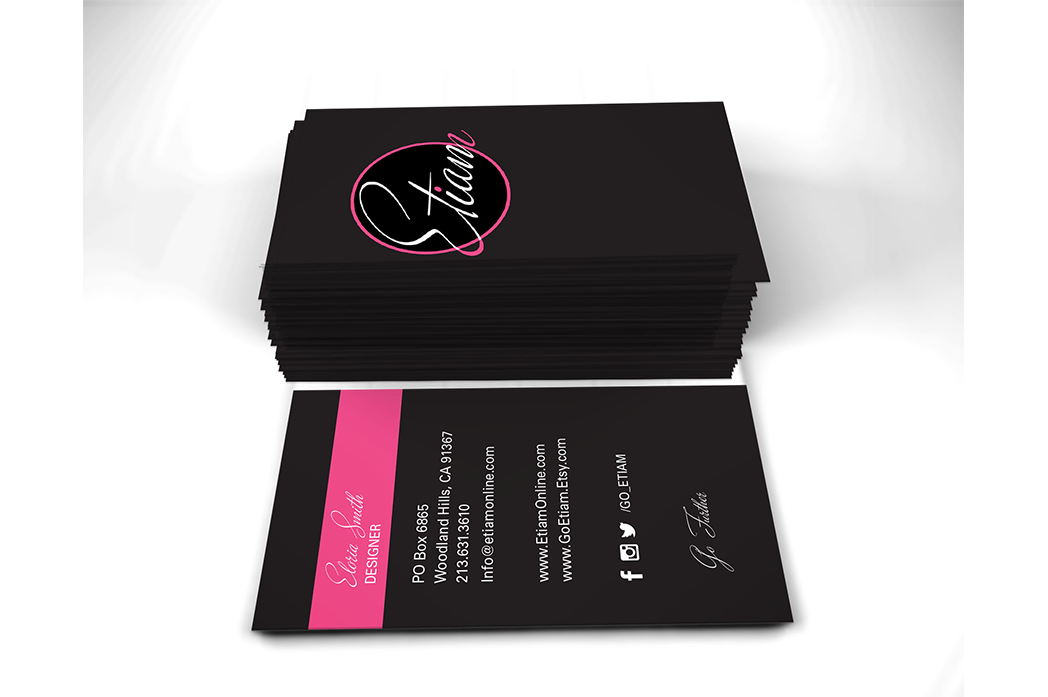 Etiam
Eloria Smith
DESIGNER
PO Box 6865
Woodland Hills, CA 91367
213.631.3610
Info@etiamonline.com
www.EtiamOnline.com
www.GoEtiam.Etsy.com
/GO_ETIAM
Go Further